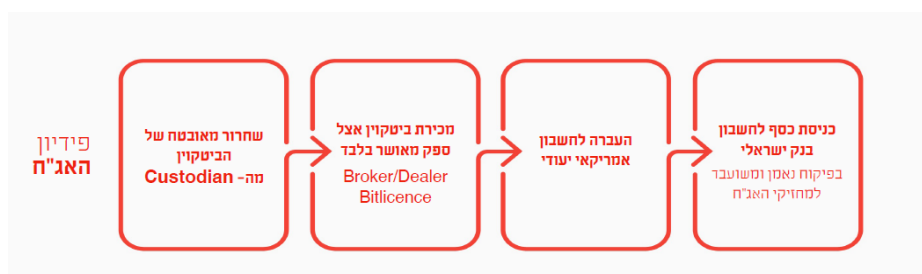 פידיון
האג"ח
שחרור מאובטח של
הביטקוין
מה- Custodian
מכירת ביטקוין אצל
ספק מאושר בלבד
Broker/Dealer
Bitlicence
העברה לחשבון
אמריקאי יעודי
כניסת כסף לחשבון
בנק ישראלי
בפיקוח נאמן ומשועבד
למחזיקי האג"ח